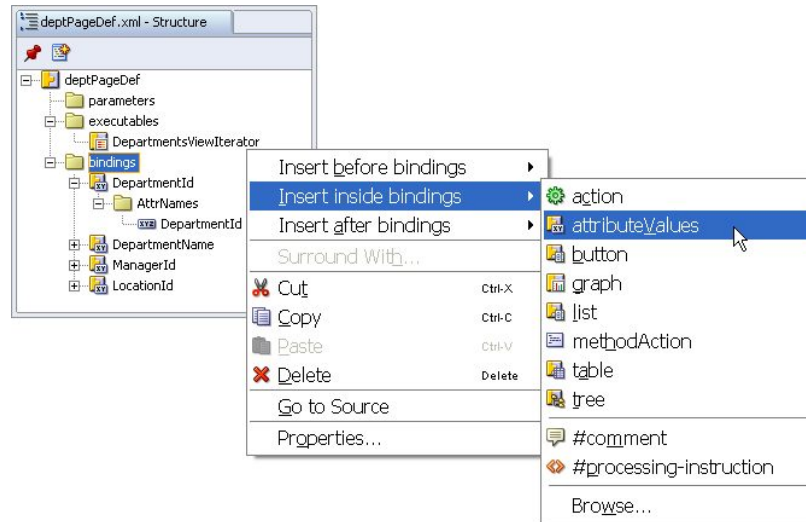 deptPageDef.xml - Structure
deptPageDef
parameters
executables
DepartmentsViewIterator
bindings
DepartmentId
AttrNames
DepartmentId
DepartmentName
ManagerId
LocationId
Insert before bindings
Insert inside bindings
Insert after bindings
Surround With...
Cut Ctrl-X
Copy Ctrl-C
Paste Ctrl-V
Delete Delete
Go to Source
Properties...
action
attributeValues
button
graph
list
methodAction
table
tree
#comment
#processing-instruction
Browse...